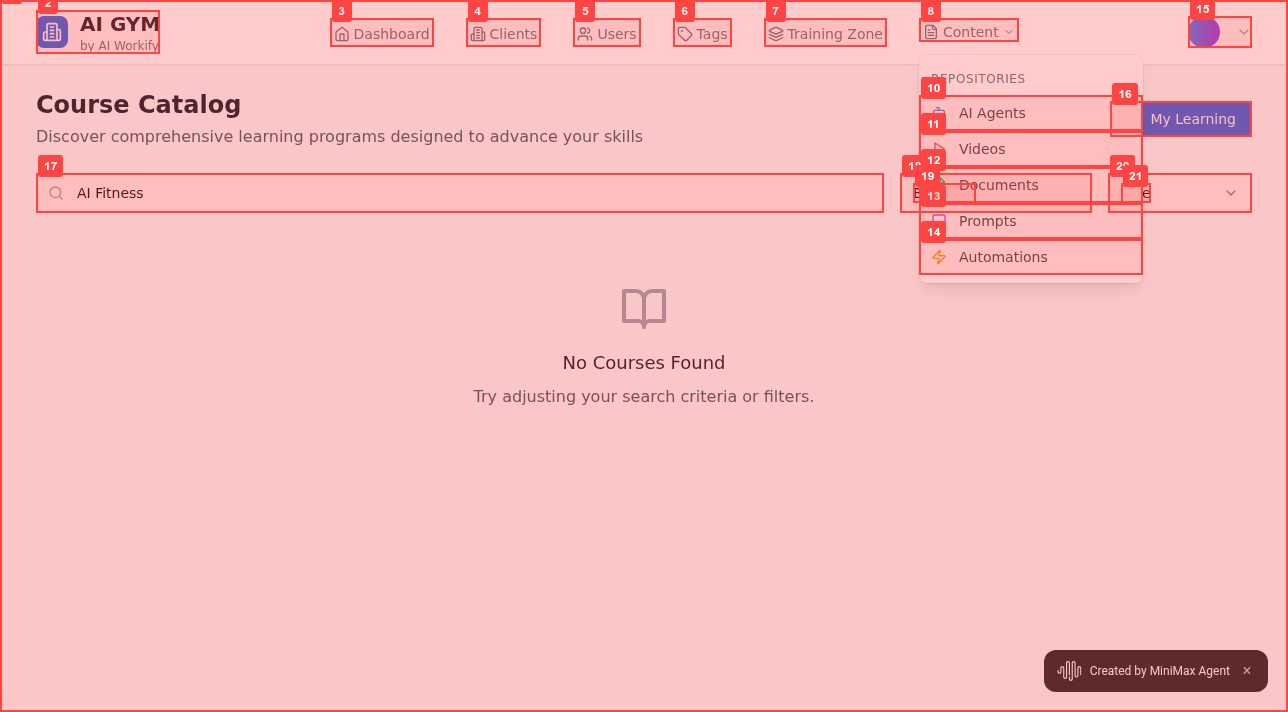 2
3
4
5
6
7
8
15
AI GYM
by AI Workify
Dashboard
Clients
Users
Tags
Training Zone
Content
REPOSITORIES
10
AI Agents
11
Videos
12
Documents
13
Prompts
14
Automations
Course Catalog
Discover comprehensive learning programs designed to advance your skills
16
My Learning
17
AI Fitness
19
20
21
No Courses Found
Try adjusting your search criteria or filters.
Created by MiniMax Agent ×